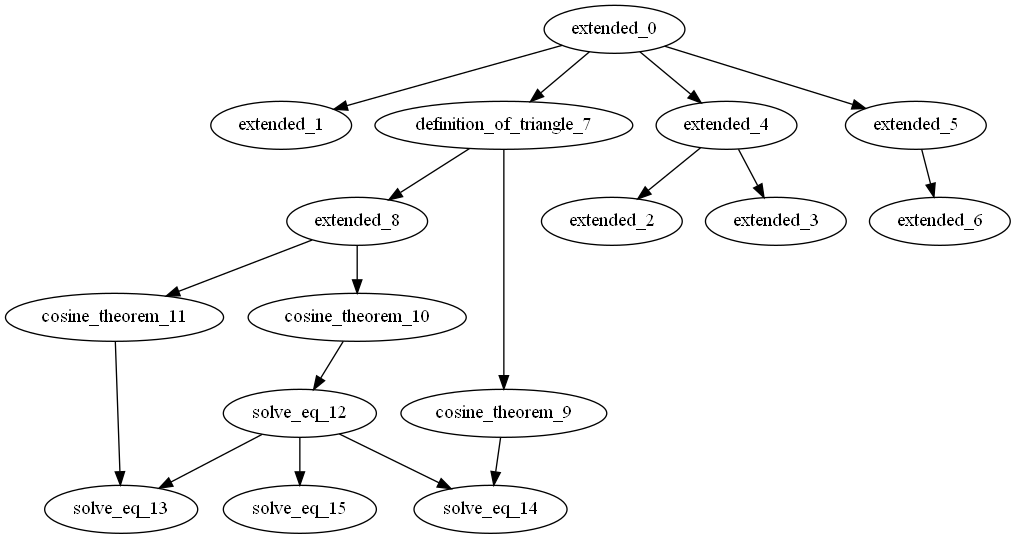 extended_0
extended_1
definition_of_triangle_7
extended_4
extended_5
extended_8
extended_2
extended_3
extended_6
cosine_theorem_11
cosine_theorem_10
solve_eq_12
cosine_theorem_9
solve_eq_13
solve_eq_15
solve_eq_14